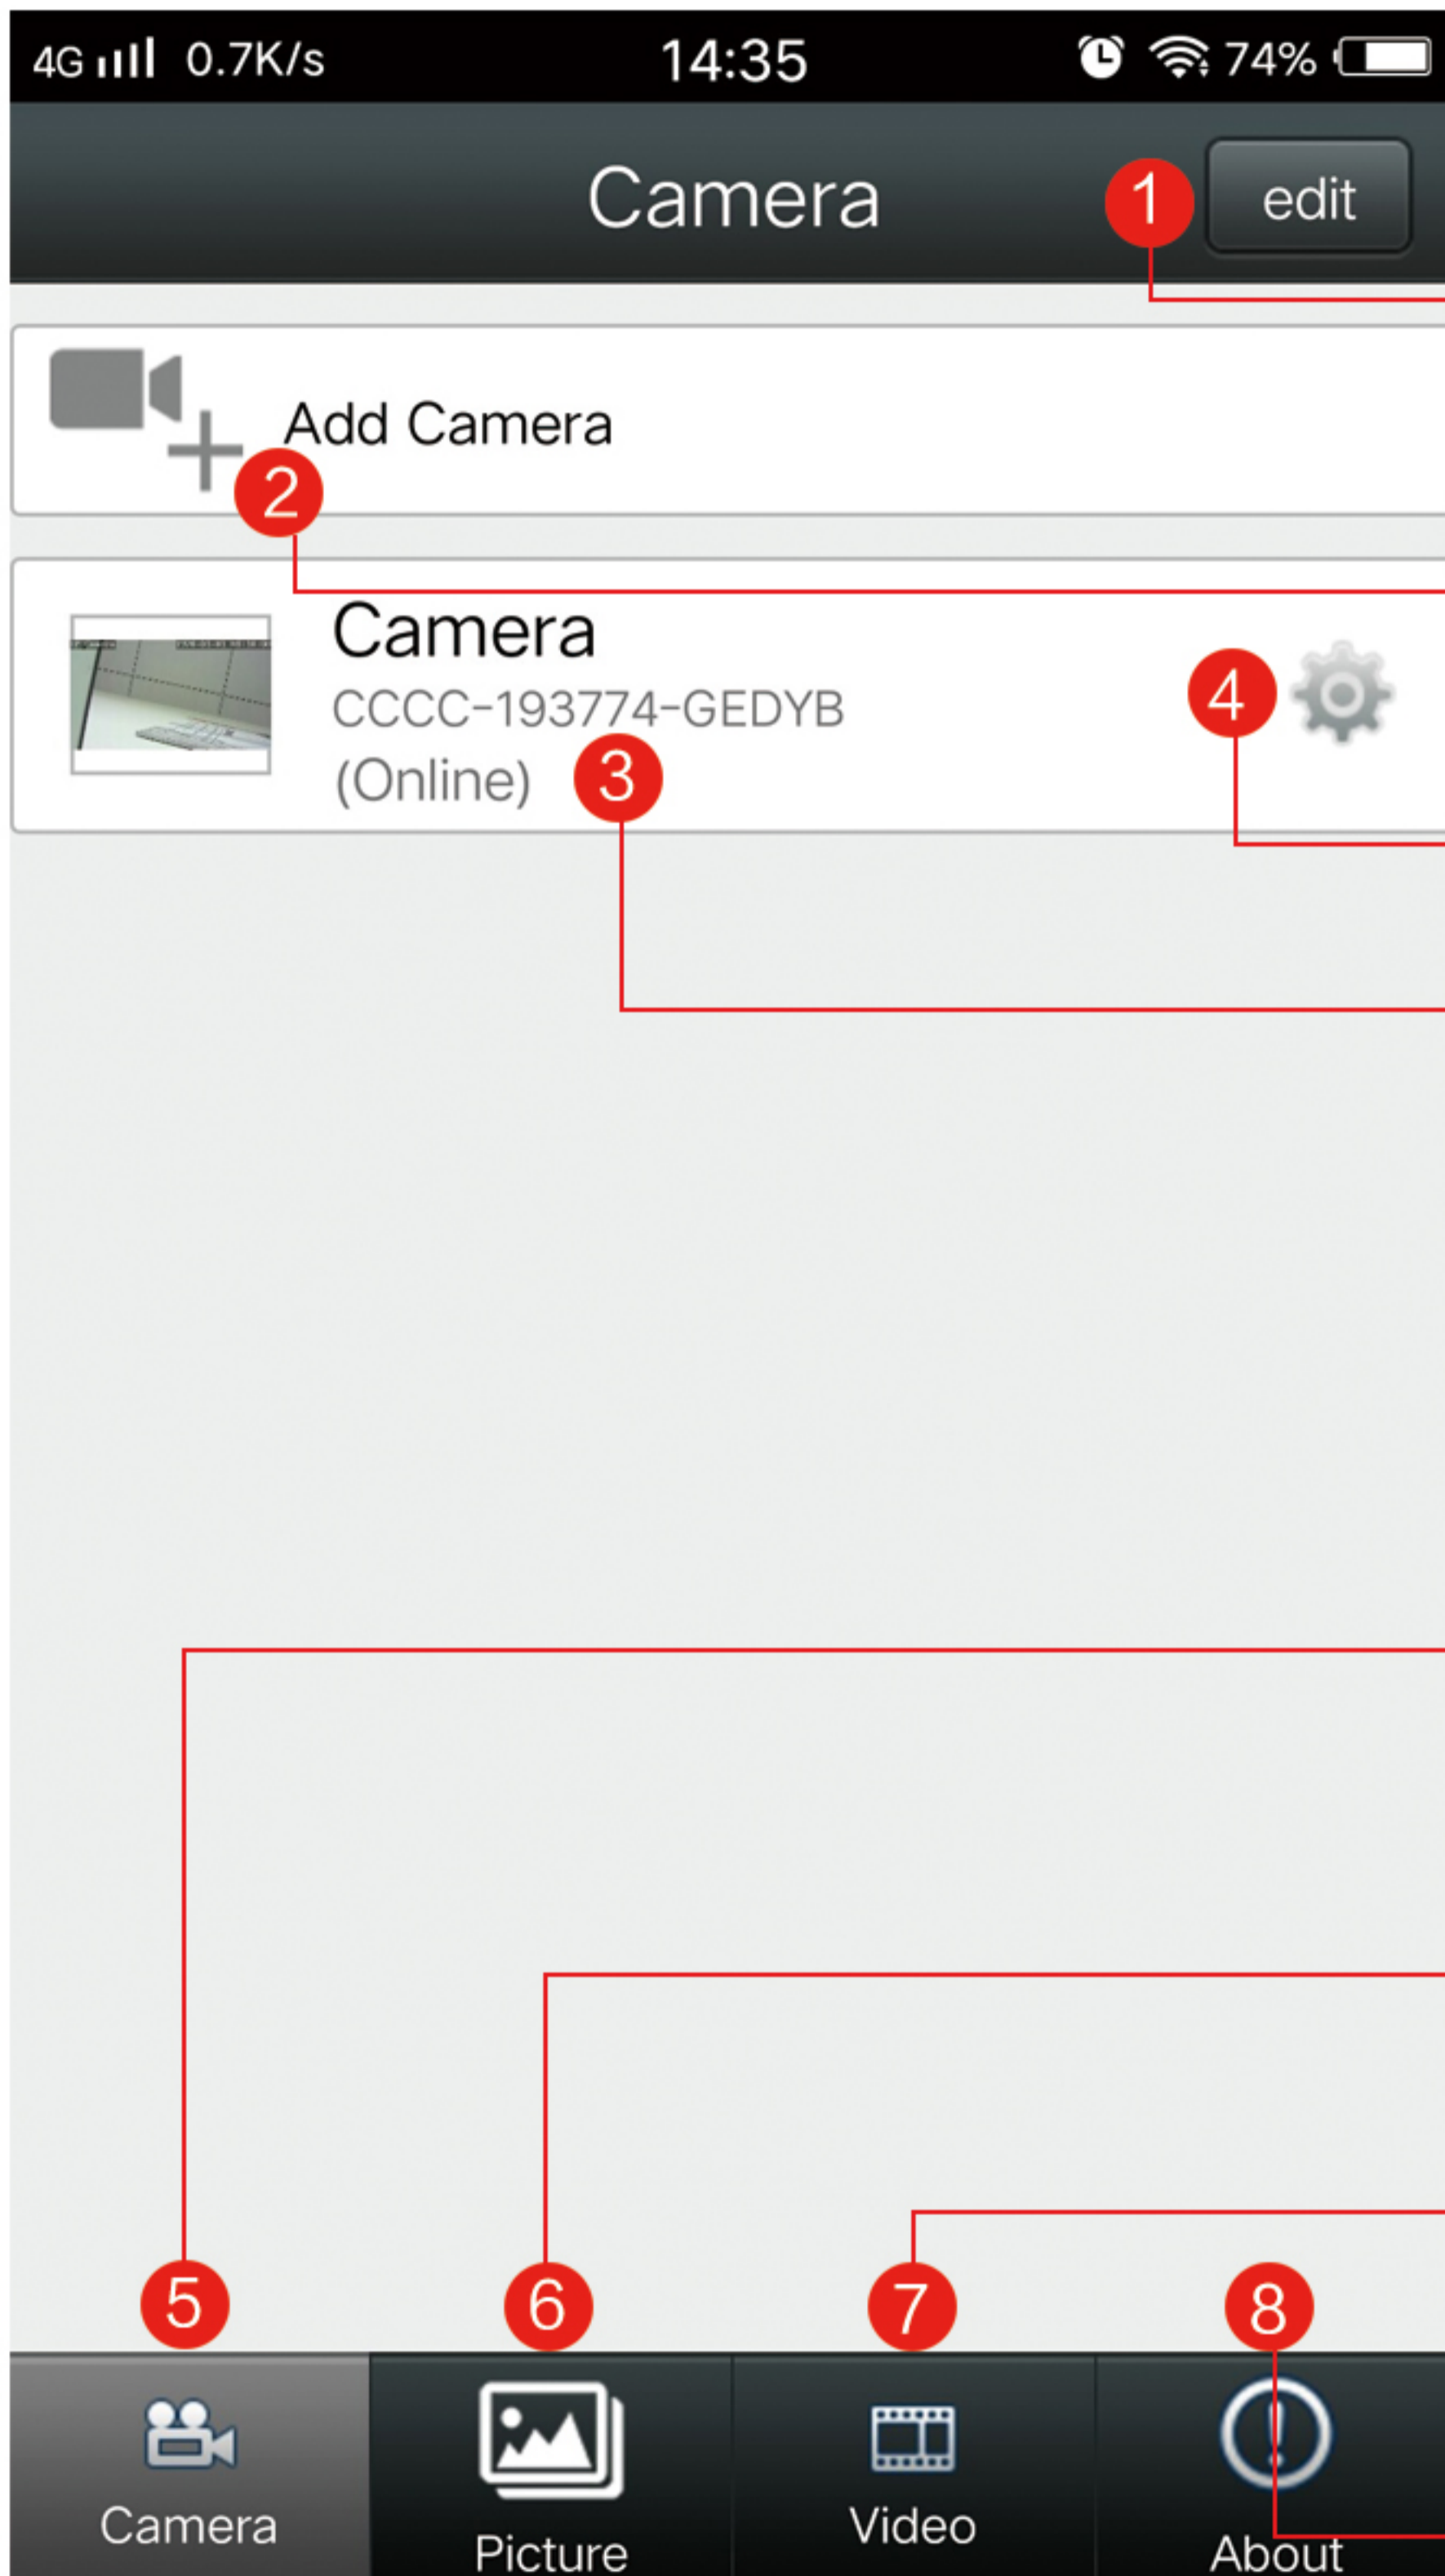 4G 0.7K/s 14:35 74%
Camera 1 edit
Add Camera
2
Camera
CCCC-193774-GEDYB
4
(Online) 3
5 6 7 8
Camera Picture Video About